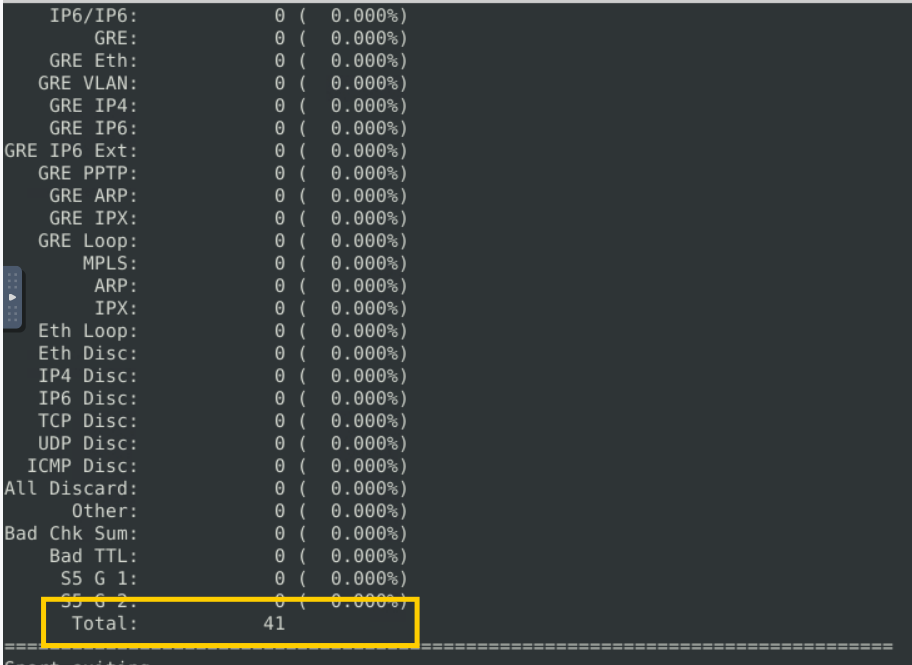 IP6/IP6: 0 ( 0.000%)
GRE: 0 ( 0.000%)
GRE Eth: 0 ( 0.000%)
GRE VLAN: 0 ( 0.000%)
GRE IP4: 0 ( 0.000%)
GRE IP6: 0 ( 0.000%)
GRE IP6 Ext: 0 ( 0.000%)
GRE PPTP: 0 ( 0.000%)
GRE ARP: 0 ( 0.000%)
GRE IPX: 0 ( 0.000%)
GRE Loop: 0 ( 0.000%)
MPLS: 0 ( 0.000%)
ARP: 0 ( 0.000%)
IPX: 0 ( 0.000%)
Eth Loop: 0 ( 0.000%)
Eth Disc: 0 ( 0.000%)
IP4 Disc: 0 ( 0.000%)
IP6 Disc: 0 ( 0.000%)
TCP Disc: 0 ( 0.000%)
UDP Disc: 0 ( 0.000%)
ICMP Disc: 0 ( 0.000%)
All Discard: 0 ( 0.000%)
Other: 0 ( 0.000%)
Bad Chk Sum: 0 ( 0.000%)
Bad TTL: 0 ( 0.000%)
S5 G 1: 0 ( 0.000%)
S5 G 2: 0 ( 0.000%)
Total: 41
===============================================================================